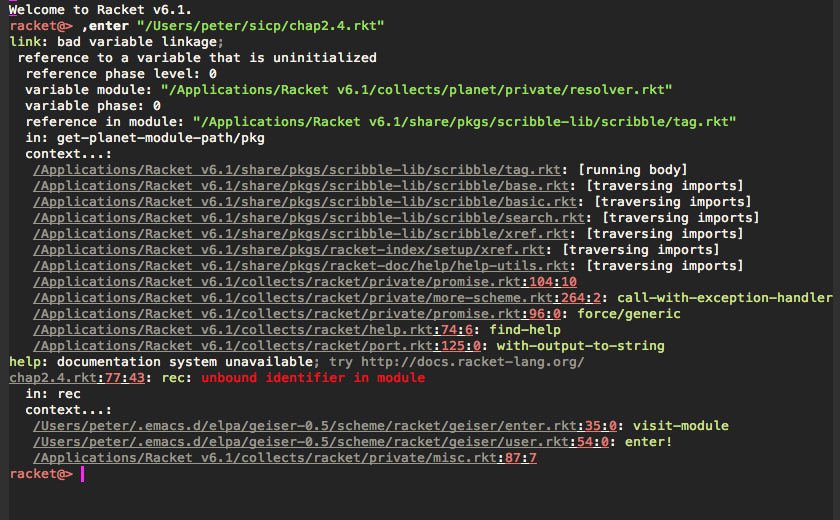 Welcome to Racket v6.1.
racket@> ,enter "/Users/peter/sicp/chap2.4.rkt"
link: bad variable linkage;
 reference to a variable that is uninitialized
  reference phase level: 0
  variable module: "/Applications/Racket v6.1/collects/planet/private/resolver.rkt"
  variable phase: 0
  reference in module: "/Applications/Racket v6.1/share/pkgs/scribble-lib/scribble/tag.rkt"
  in: get-planet-module-path/pkg
  context...:
   /Applications/Racket v6.1/share/pkgs/scribble-lib/scribble/tag.rkt: [running body]
   /Applications/Racket v6.1/share/pkgs/scribble-lib/scribble/base.rkt: [traversing imports]
   /Applications/Racket v6.1/share/pkgs/scribble-lib/scribble/basic.rkt: [traversing imports]
   /Applications/Racket v6.1/share/pkgs/scribble-lib/scribble/search.rkt: [traversing imports]
   /Applications/Racket v6.1/share/pkgs/scribble-lib/scribble/xref.rkt: [traversing imports]
   /Applications/Racket v6.1/share/pkgs/racket-index/setup/xref.rkt: [traversing imports]
   /Applications/Racket v6.1/share/pkgs/racket-doc/help/help-utils.rkt: [traversing imports]
   /Applications/Racket v6.1/collects/racket/private/promise.rkt:104:10
   /Applications/Racket v6.1/collects/racket/private/more-scheme.rkt:264:2: call-with-exception-handler
   /Applications/Racket v6.1/collects/racket/private/promise.rkt:96:0: force/generic
   /Applications/Racket v6.1/collects/racket/help.rkt:74:6: find-help
   /Applications/Racket v6.1/collects/racket/port.rkt:125:0: with-output-to-string
help: documentation system unavailable; try http://docs.racket-lang.org/
chap2.4.rkt:77:43: rec: unbound identifier in module
  in: rec
  context...:
   /Users/peter/.emacs.d/elpa/geiser-0.5/scheme/racket/geiser/enter.rkt:35:0: visit-module
   /Users/peter/.emacs.d/elpa/geiser-0.5/scheme/racket/geiser/user.rkt:54:0: enter!
   /Applications/Racket v6.1/collects/racket/private/misc.rkt:87:7
racket@>